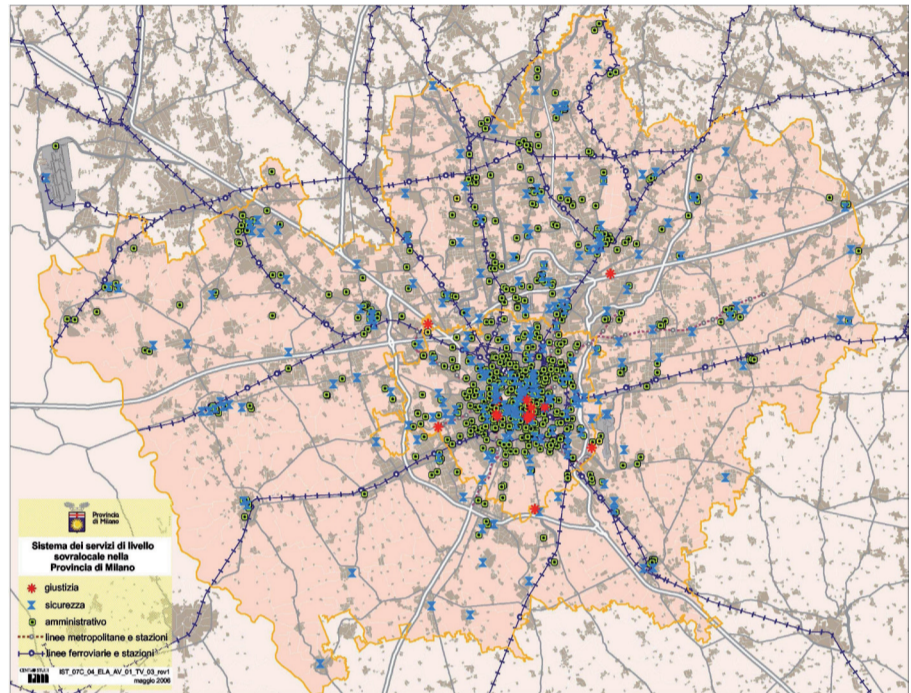 Provincia
di Milano
Sistema dei servizi di livello
sovralocale nella
Provincia di Milano
giustizia
sicurezza
amministrativo
linee metropolitane e stazioni
linee ferroviarie e stazioni
IST_07C_04_ELA_AV_01_TV_03_rev1
maggio 2006